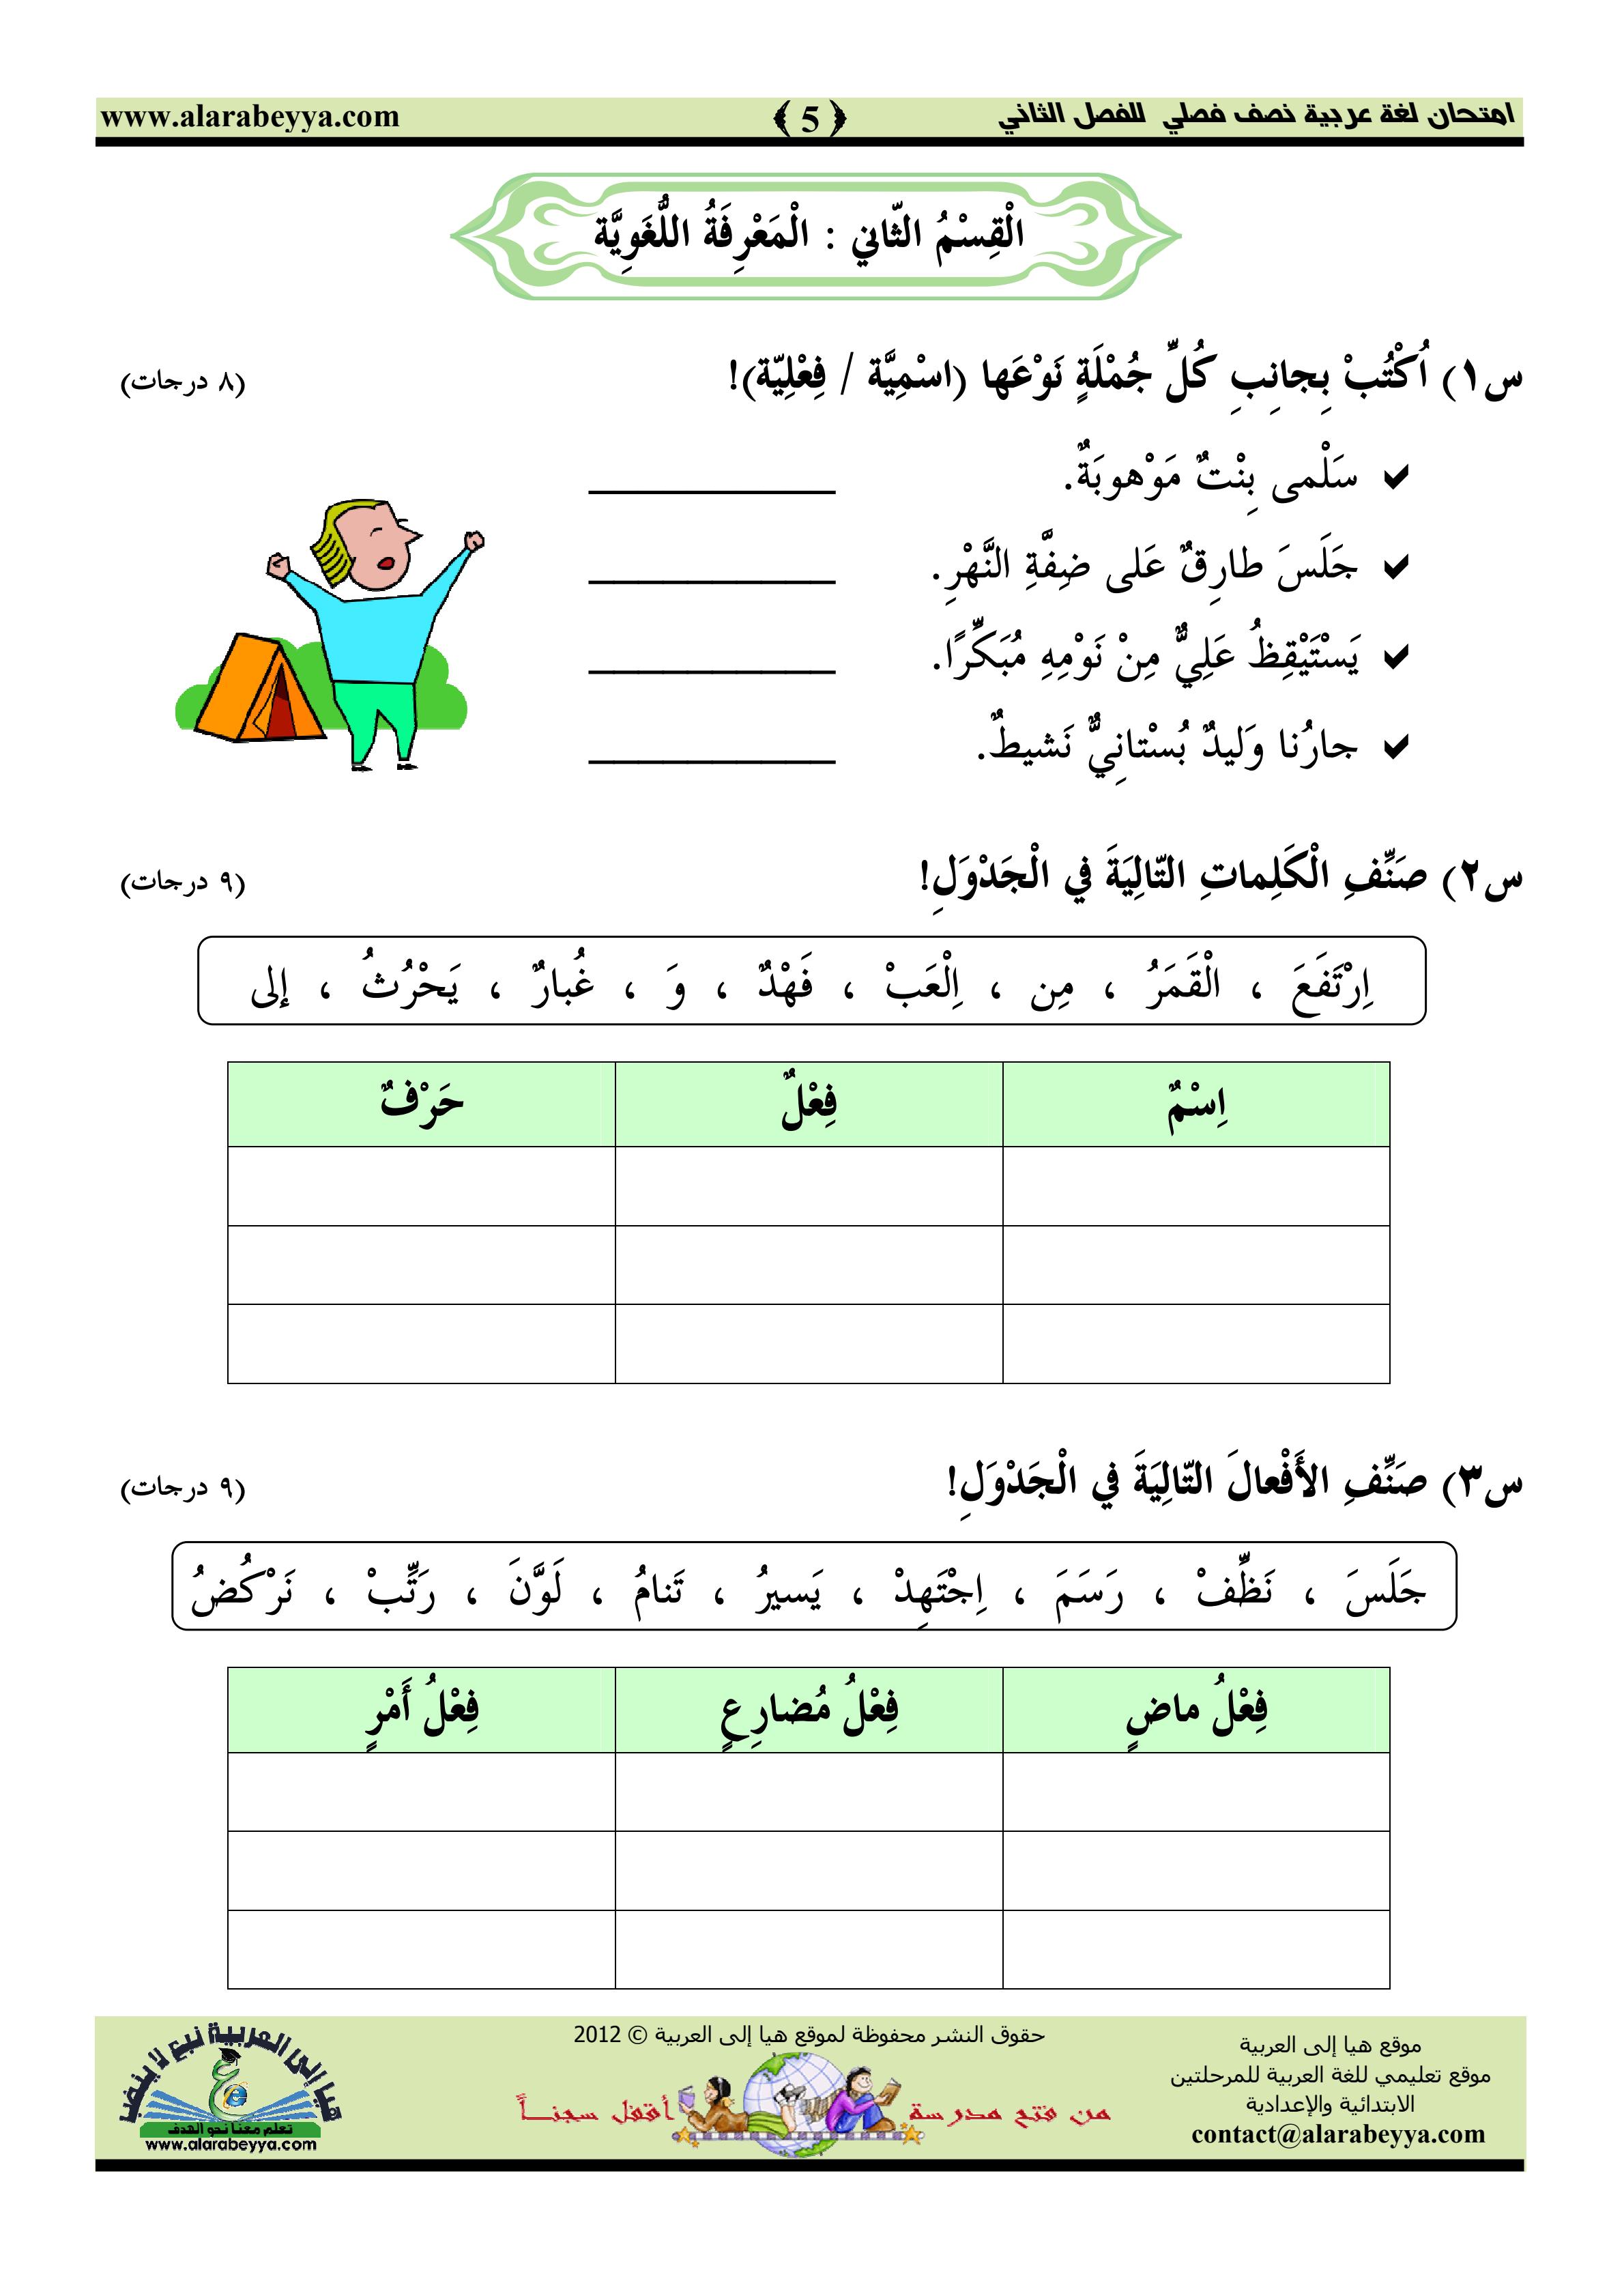 امتحان لغة عربية نصف فصلي للفصل الثاني ﴿ 5 ﴾ www.alarabeyya.com
الْقِسْمُ الثّاني : الْمَعْرِفَةُ اللُّغَوِيَّة
س١) اُكْتُبْ بِجانِبِ كُلِّ جُمْلَةٍ نَوْعَها (اسْمِيَّة / فِعْلِيّة)! (٨ درجات)
سَلْمى بِنْتٌ مَوْهوبَةٌ. __________
جَلَسَ طارِقٌ عَلى ضِفَّةِ النَّهْرِ. __________
يَسْتَيْقِظُ عَلِيٌّ مِنْ نَوْمِهِ مُبَكِّرًا. __________
جارُنا وَليدٌ بُسْتانِيٌّ نَشيطٌ. __________
س٢) صَنِّفِ الْكَلِماتِ التّالِيَةَ في الْجَدْوَلِ! (٩ درجات)
اِرْتَفَعَ ، الْقَمَرُ ، مِن ، اِلْعَبْ ، فَهْدٌ ، وَ ، غُبارٌ ، يَحْرُثُ ، إلى
اِسْمٌ فِعْلٌ حَرْفٌ
س٣) صَنِّفِ الأَفْعالَ التّالِيَةَ في الْجَدْوَلِ! (٩ درجات)
جَلَسَ ، نَظِّفْ ، رَسَمَ ، اِجْتَهِدْ ، يَسيرُ ، تَنامُ ، لَوَّنَ ، رَتِّبْ ، نَرْكُضُ
فِعْلُ ماضٍ فِعْلُ مُضارِعٍ فِعْلُ أَمْرٍ
حقوق النشر محفوظة لموقع هيا إلى العربية © 2012
موقع هيا إلى العربية
موقع تعليمي للغة العربية للمرحلتين
الابتدائية والإعدادية
contact@alarabeyya.com
من فتح مدرسة أقفل سجنـــاً
هيا إلى العربية نبع لا ينضب
تعلم معنا نحو الهدف
www.alarabeyya.com